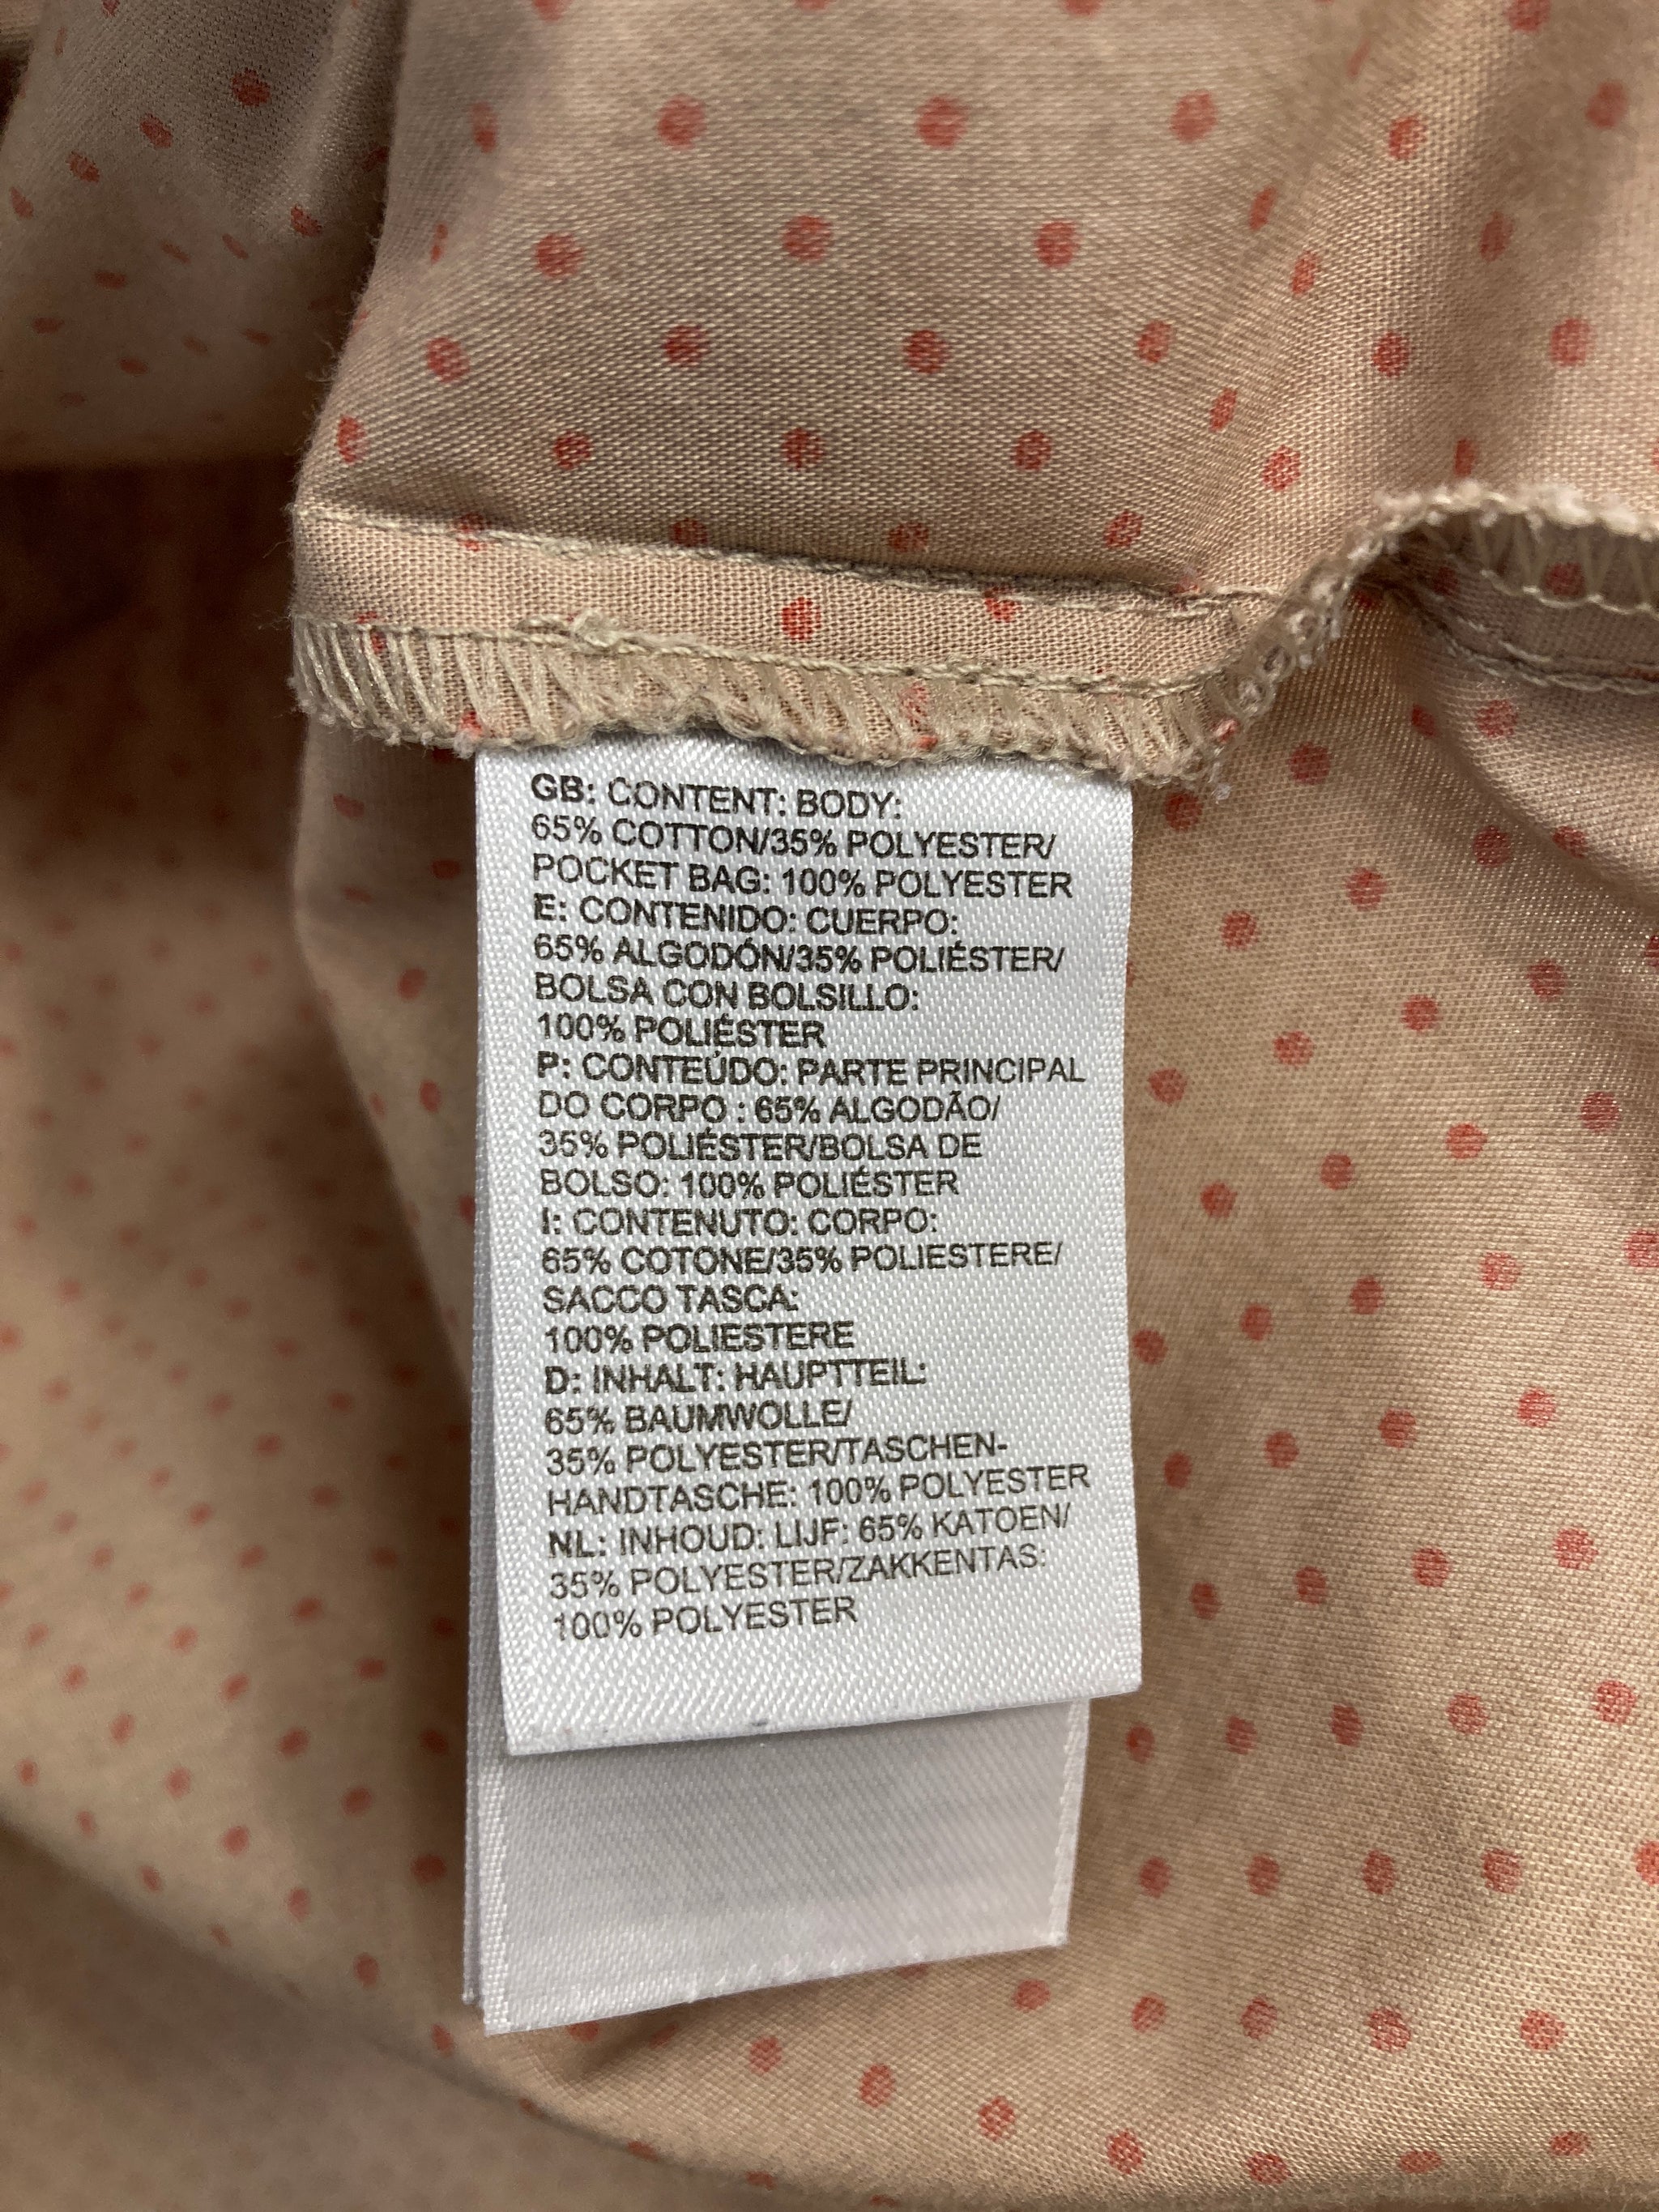 GB: CONTENT: BODY:
65% COTTON/35% POLYESTER/
POCKET BAG: 100% POLYESTER
E: CONTENIDO: CUERPO:
65% ALGODÓN/35% POLIÉSTER/
BOLSA CON BOLSILLO:
100% POLIÉSTER
P: CONTEÚDO: PARTE PRINCIPAL
DO CORPO : 65% ALGODÃO/
35% POLIÉSTER/BOLSA DE
BOLSO: 100% POLIÉSTER
I: CONTENUTO: CORPO:
65% COTONE/35% POLIESTERE/
SACCO TASCA:
100% POLIESTERE
D: INHALT: HAUPTTEIL:
65% BAUMWOLLE/
35% POLYESTER/TASCHEN-
HANDTASCHE: 100% POLYESTER
NL: INHOUD: LIJF: 65% KATOEN/
35% POLYESTER/ZAKKENTAS:
100% POLYESTER